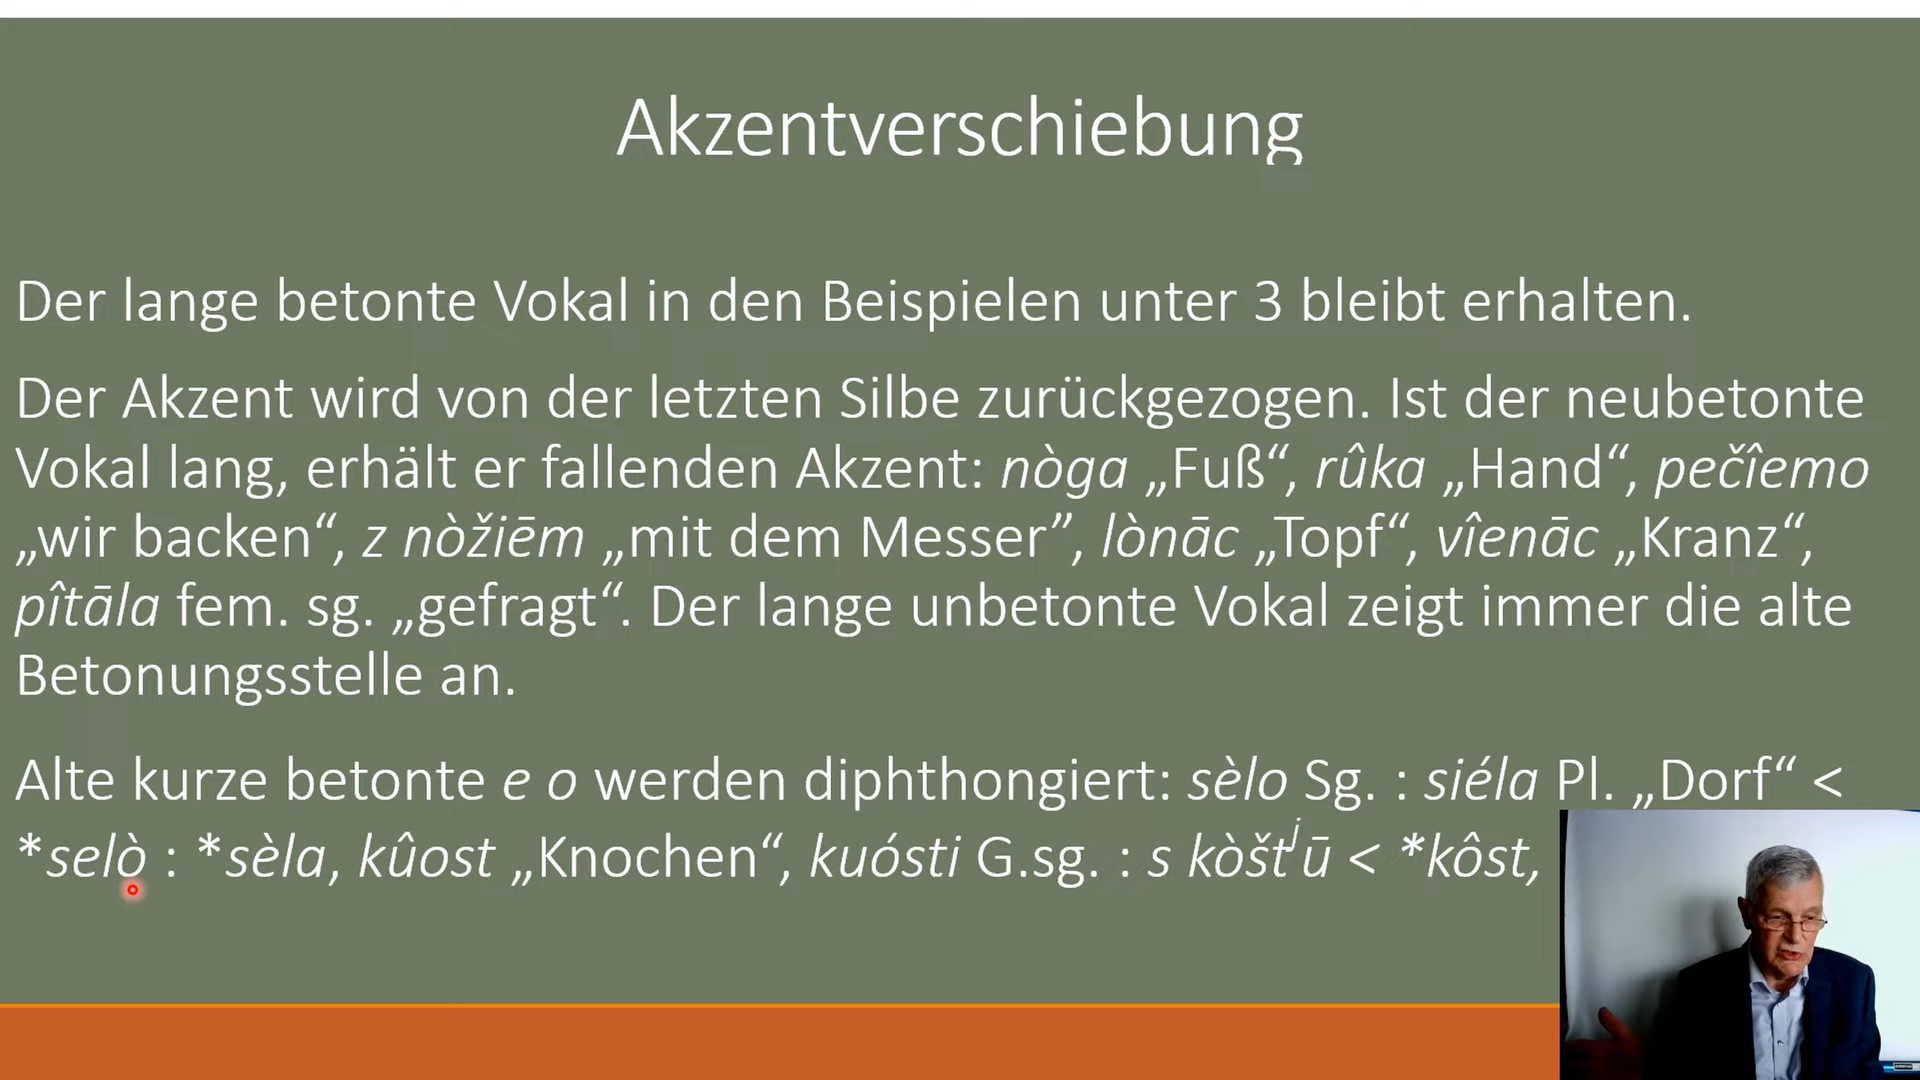 Akzentverschiebung
Der lange betonte Vokal in den Beispielen unter 3 bleibt erhalten.
Der Akzent wird von der letzten Silbe zurückgezogen. Ist der neubetonte
Vokal lang, erhält er fallenden Akzent: nòga „Fuß“, rûka „Hand“, pečîemo
„wir backen“, z nòžiēm „mit dem Messer”, lònāc „Topf“, vîenāc „Kranz“,
pîtāla fem. sg. „gefragt“. Der lange unbetonte Vokal zeigt immer die alte
Betonungsstelle an.
Alte kurze betonte e o werden diphthongiert: sèlo Sg. : siéla Pl. „Dorf“ <
*selò : *sèla, kûost „Knochen“, kuósti G.sg. : s kòštʲū < *kôst,